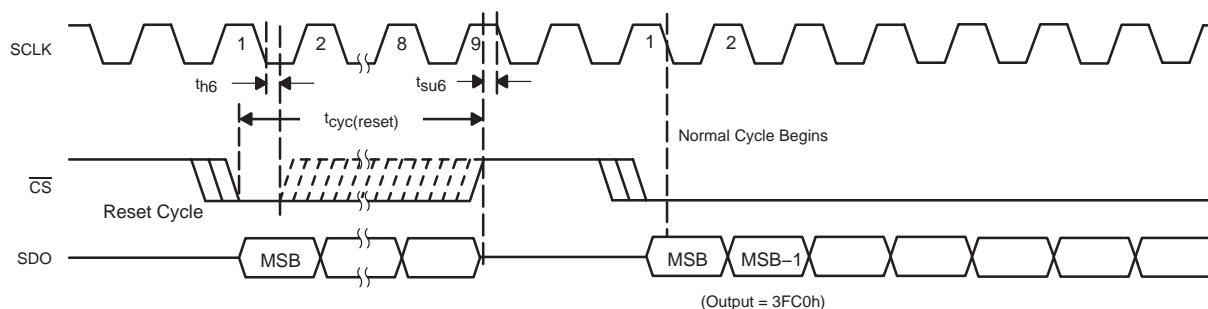 SCLK
1 2 8 9 1 2
th6
tsu6
tcyc(reset)
Normal Cycle Begins
CS
Reset Cycle
SDO
MSB MSB MSB−1
(Output = 3FC0h)